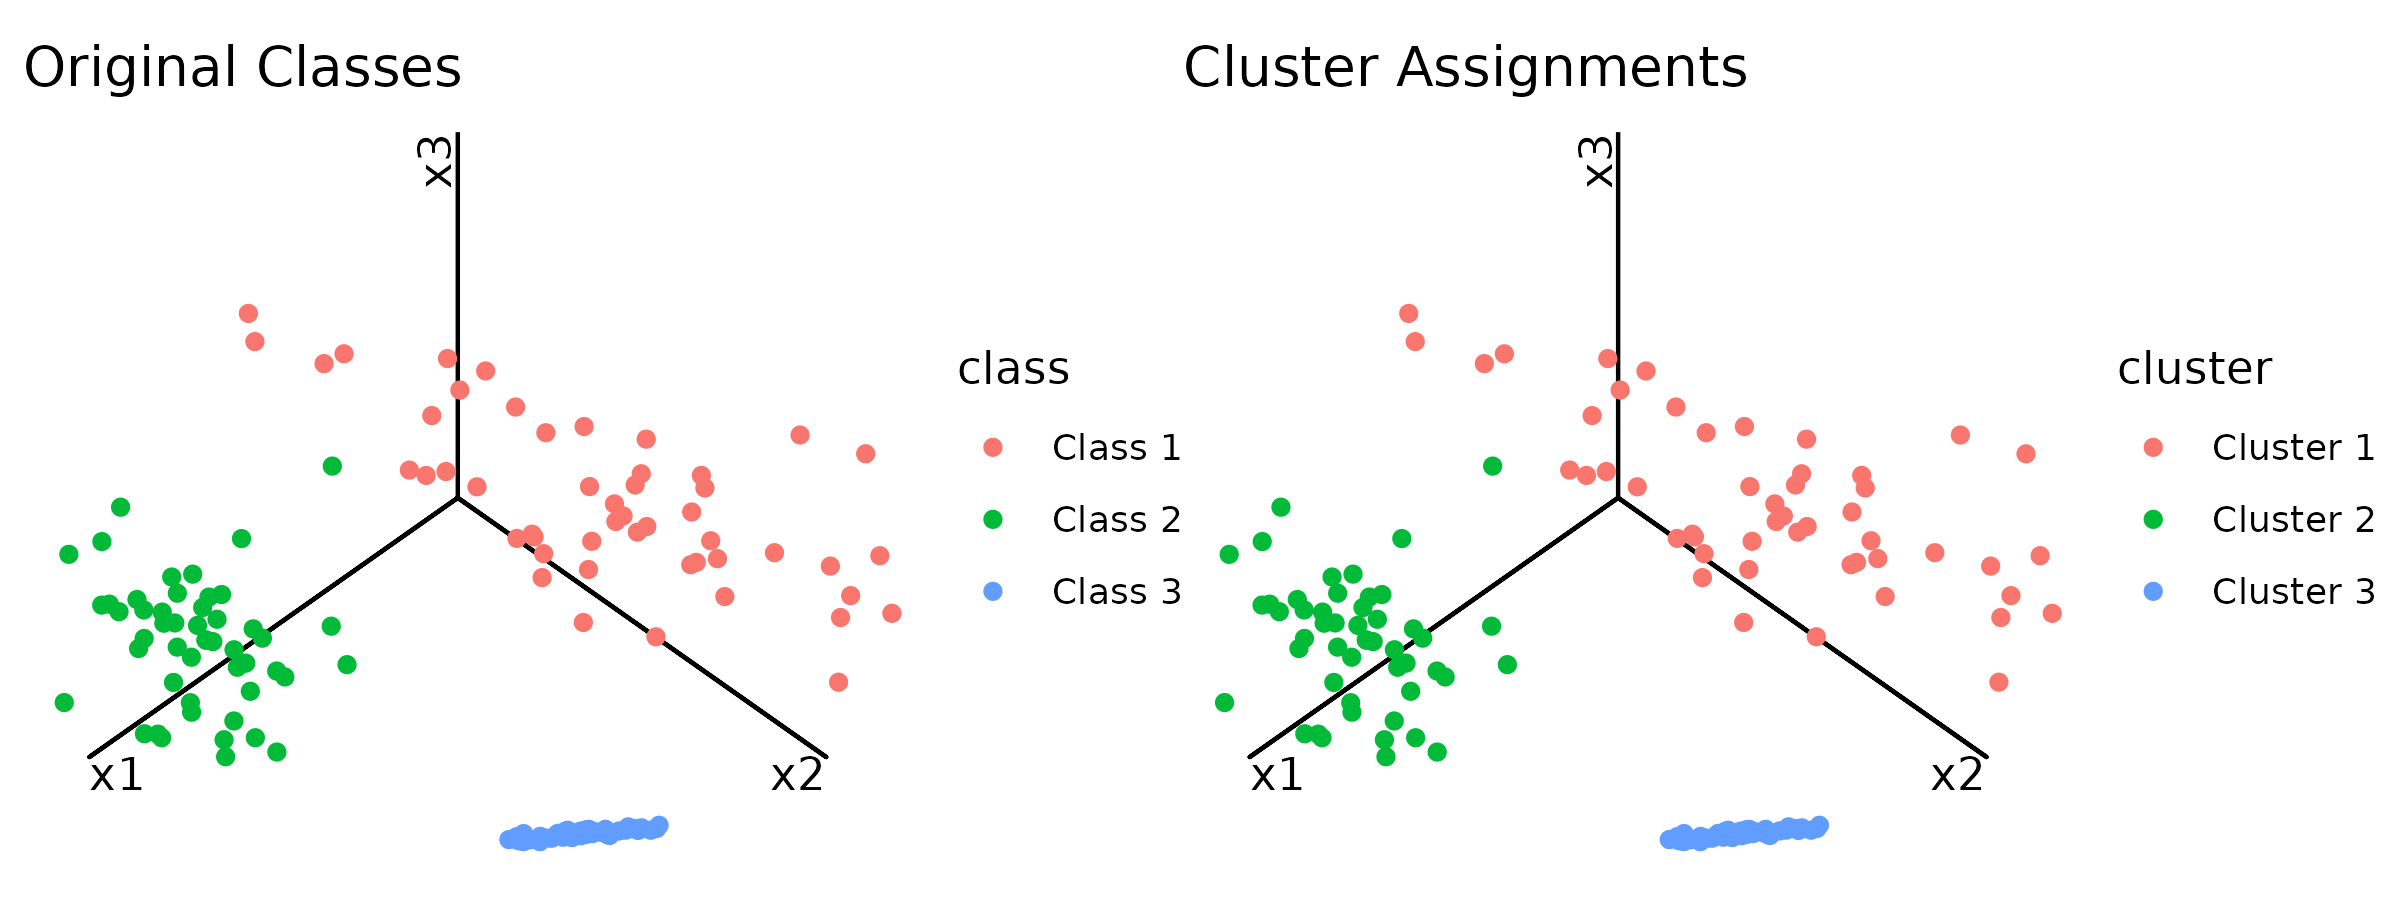 Original Classes
x3
x1
x2
class
Class 1
Class 2
Class 3
Cluster Assignments
x3
x1
x2
cluster
Cluster 1
Cluster 2
Cluster 3